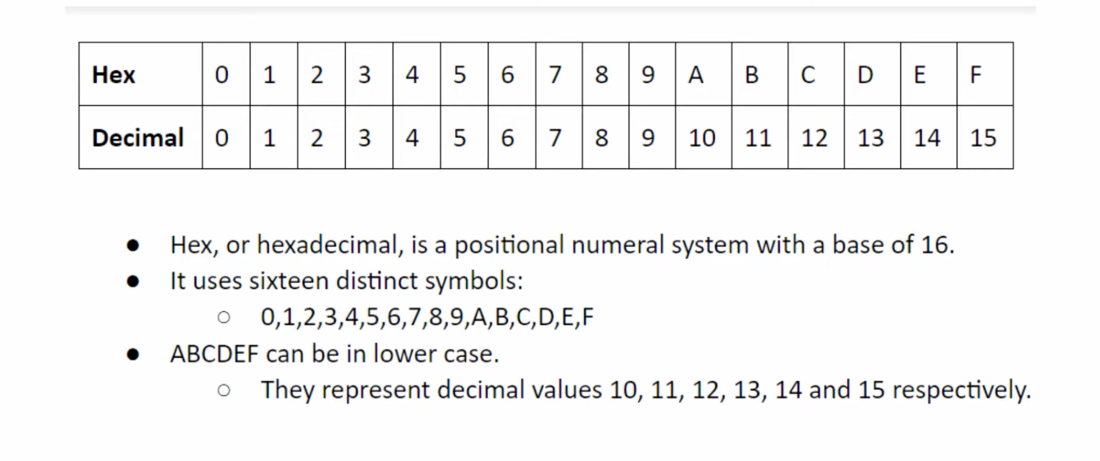 Hex 0 1 2 3 4 5 6 7 8 9 A B C D E F
Decimal 0 1 2 3 4 5 6 7 8 9 10 11 12 13 14 15
● Hex, or hexadecimal, is a positional numeral system with a base of 16.
● It uses sixteen distinct symbols:
○ 0,1,2,3,4,5,6,7,8,9,A,B,C,D,E,F
● ABCDEF can be in lower case.
○ They represent decimal values 10, 11, 12, 13, 14 and 15 respectively.